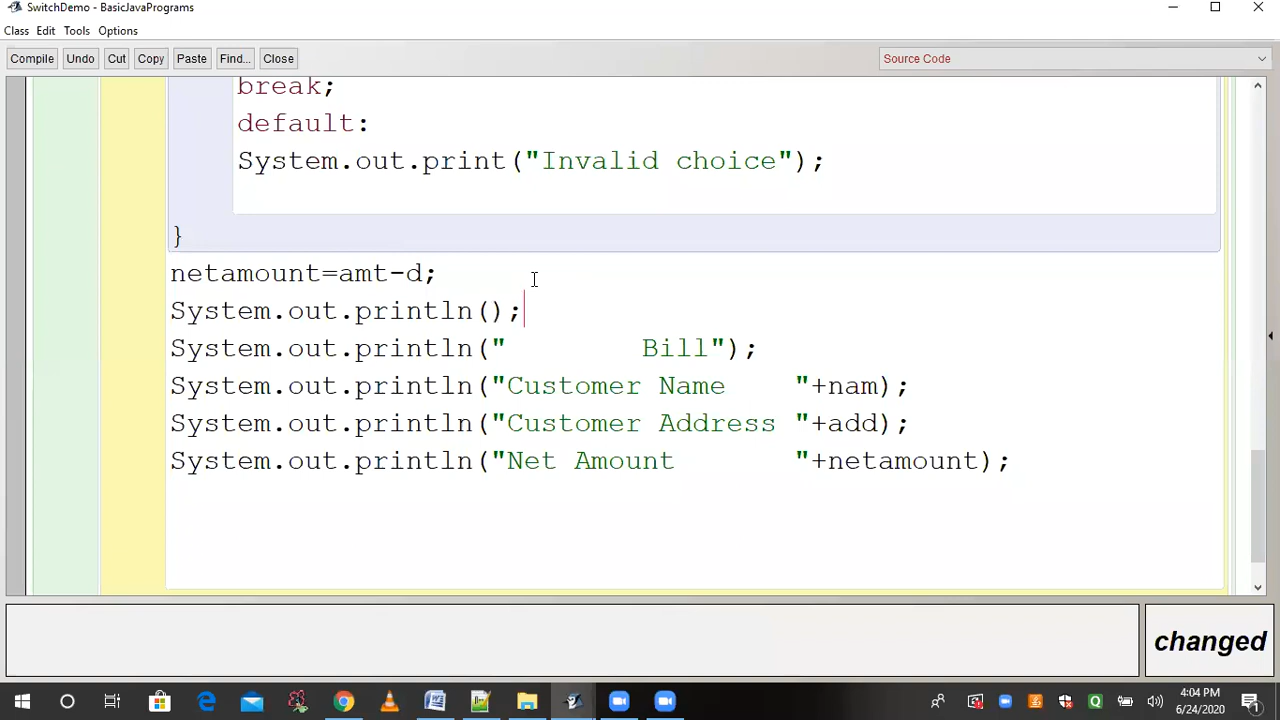 SwitchDemo - BasicJavaPrograms
Class Edit Tools Options
Compile Undo Cut Copy Paste Find... Close Source Code
break;
default:
System.out.print("Invalid choice");
}
netamount=amt-d;
System.out.println();
System.out.println("        Bill");
System.out.println("Customer Name    "+nam);
System.out.println("Customer Address "+add);
System.out.println("Net Amount       "+netamount);
changed
4:04 PM
6/24/2020